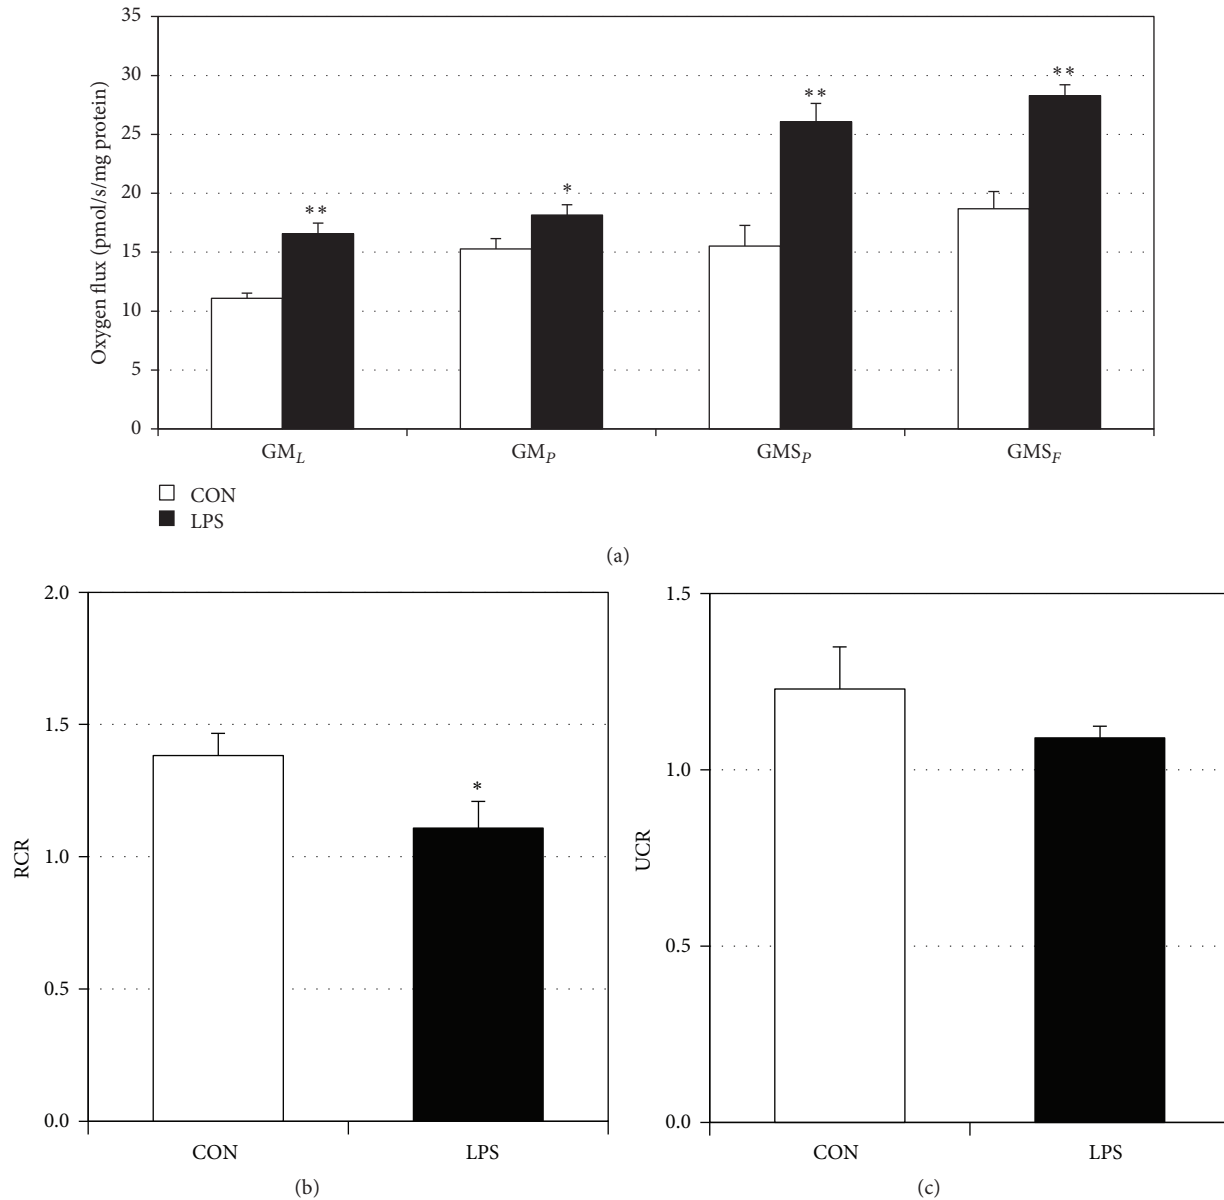 35
30
25
20
15
10
5
0
Oxygen flux (pmol/s/mg protein)
**
*
**
**
GM_L GM_P GMS_P GMS_F
CON
LPS
(a)
2.0
1.5
1.0
0.5
0.0
RCR
*
CON LPS
(b)
1.5
1.0
0.5
0.0
UCR
CON LPS
(c)